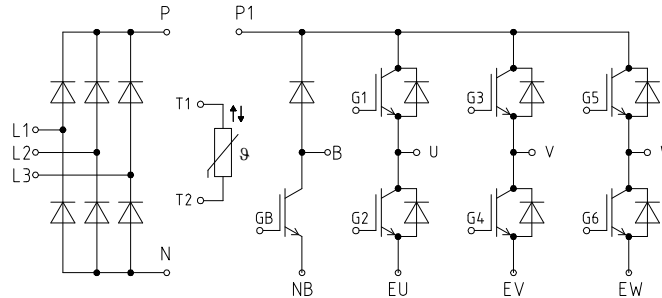 P P1
T1
G1 G3 G5
L1
L2 ϑ B U V
L3
T2
GB G2 G4 G6
N
NB EU EV EW